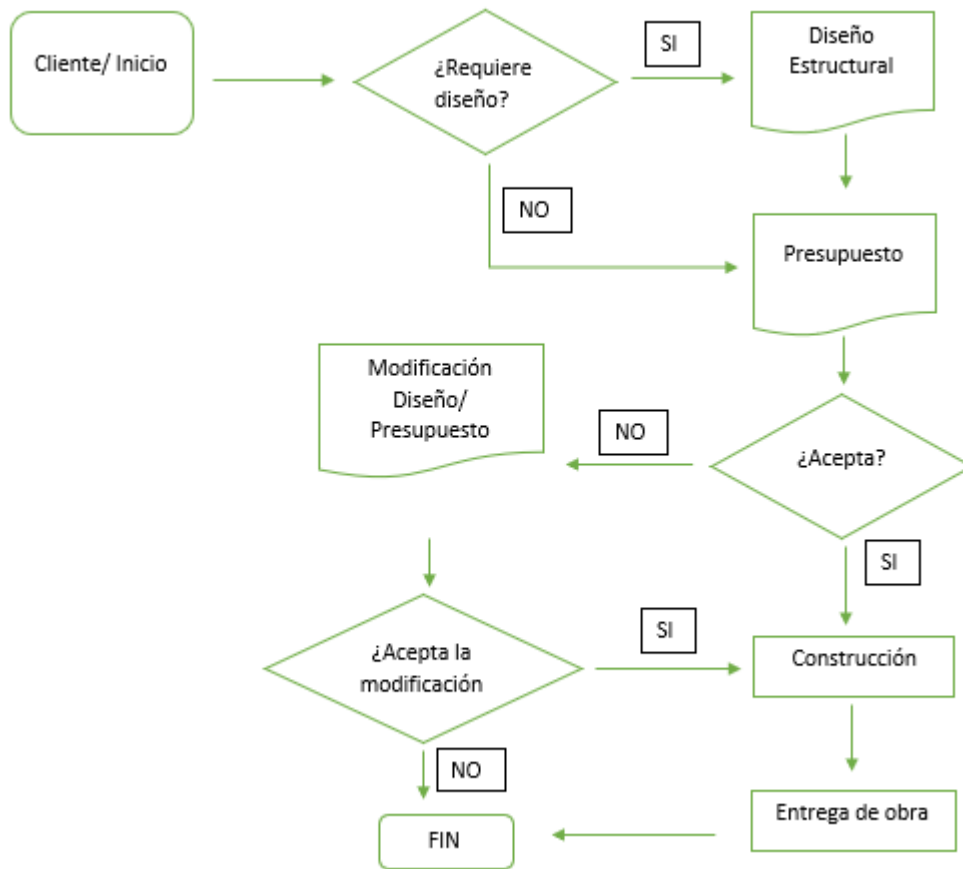 Cliente/ Inicio
¿Requiere
diseño?
SI
Diseño
Estructural
NO
Presupuesto
Modificación
Diseño/
Presupuesto
NO
¿Acepta?
SI
¿Acepta la
modificación
SI
Construcción
NO
FIN
Entrega de obra